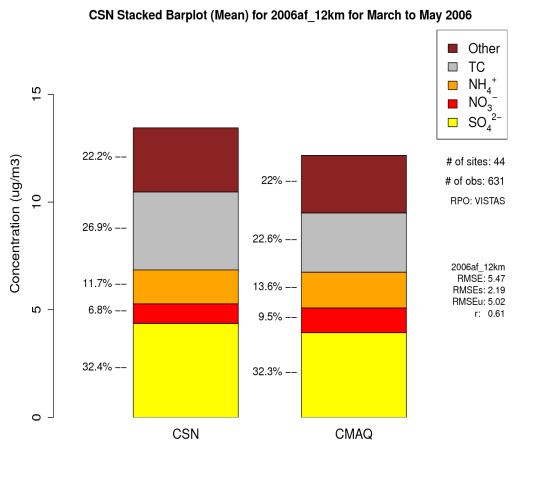 CSN Stacked Barplot (Mean) for 2006af_12km for March to May 2006
Other
TC
NH₄⁺
NO₃⁻
SO₄²⁻
# of sites: 44
# of obs: 631
RPO: VISTAS
2006af_12km
RMSE: 5.47
RMSEs: 2.19
RMSEu: 5.02
r: 0.61
Concentration (ug/m3)
15
10
5
0
22.2%
26.9%
11.7%
6.8%
32.4%
22%
22.6%
13.6%
9.5%
32.3%
CSN
CMAQ